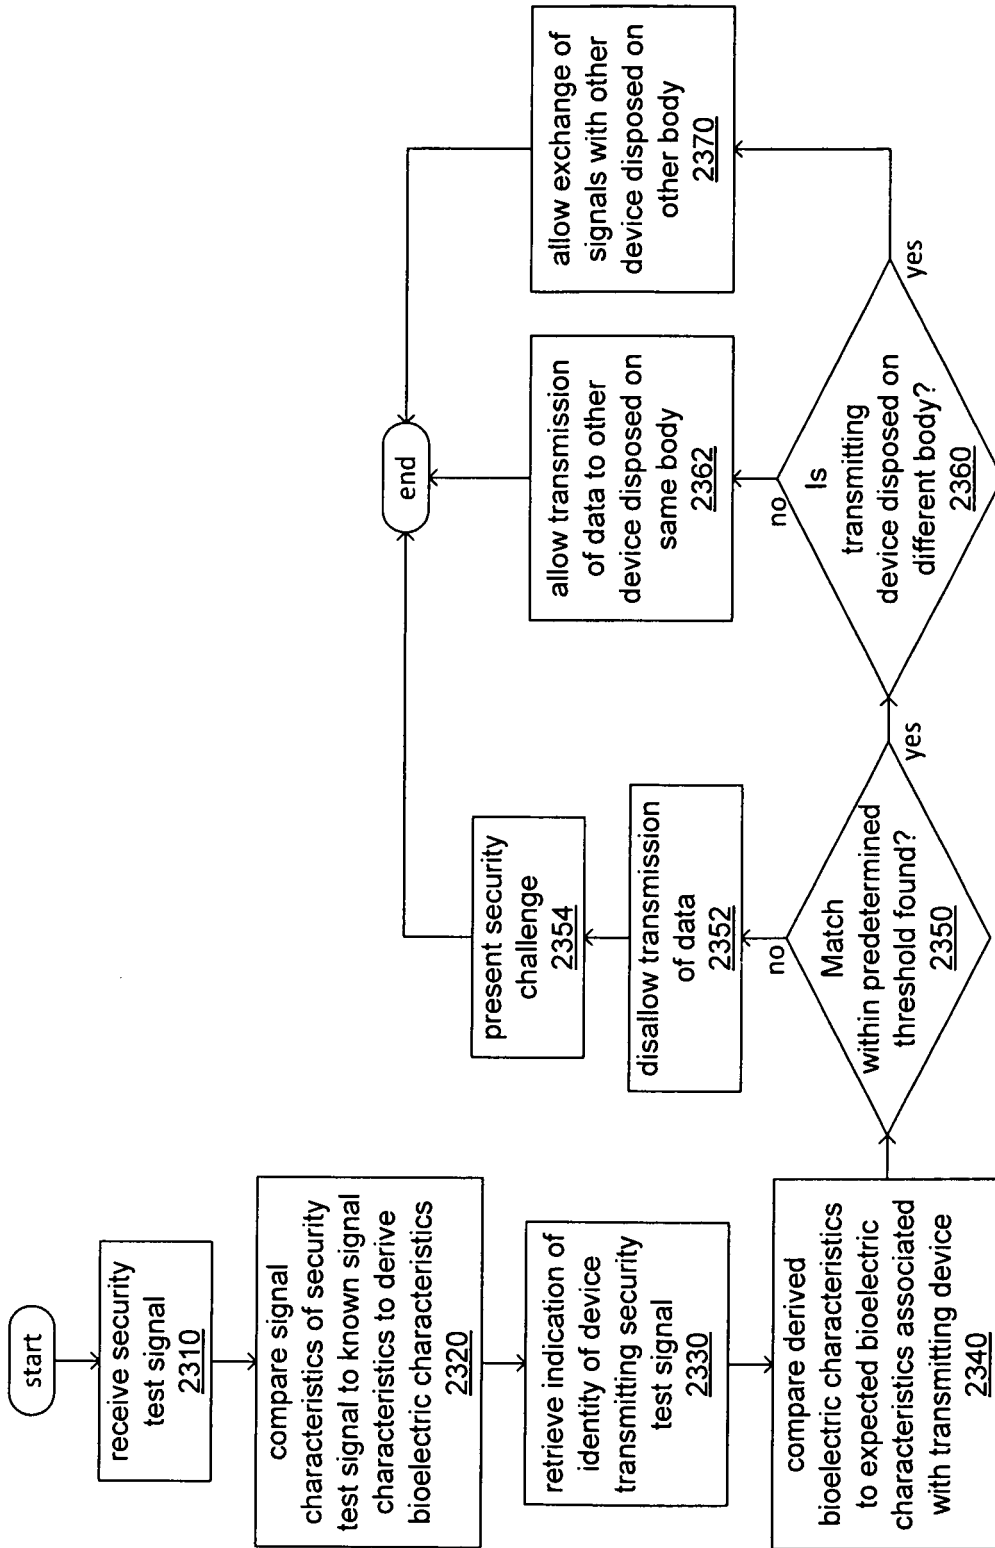 start
receive security
test signal
2310
compare signal
characteristics of security
test signal to known signal
characteristics to derive
bioelectric characteristics
2320
retrieve indication of
identity of device
transmitting security
test signal
2330
compare derived
bioelectric characteristics
to expected bioelectric
characteristics associated
with transmitting device
2340
Match
within predetermined
threshold found?
2350
no
yes
disallow transmission
of data
2352
present security
challenge
2354
Is
transmitting
device disposed on
different body?
2360
no
yes
allow transmission
of data to other
device disposed on
same body
2362
allow exchange of
signals with other
device disposed on
other body
2370
end